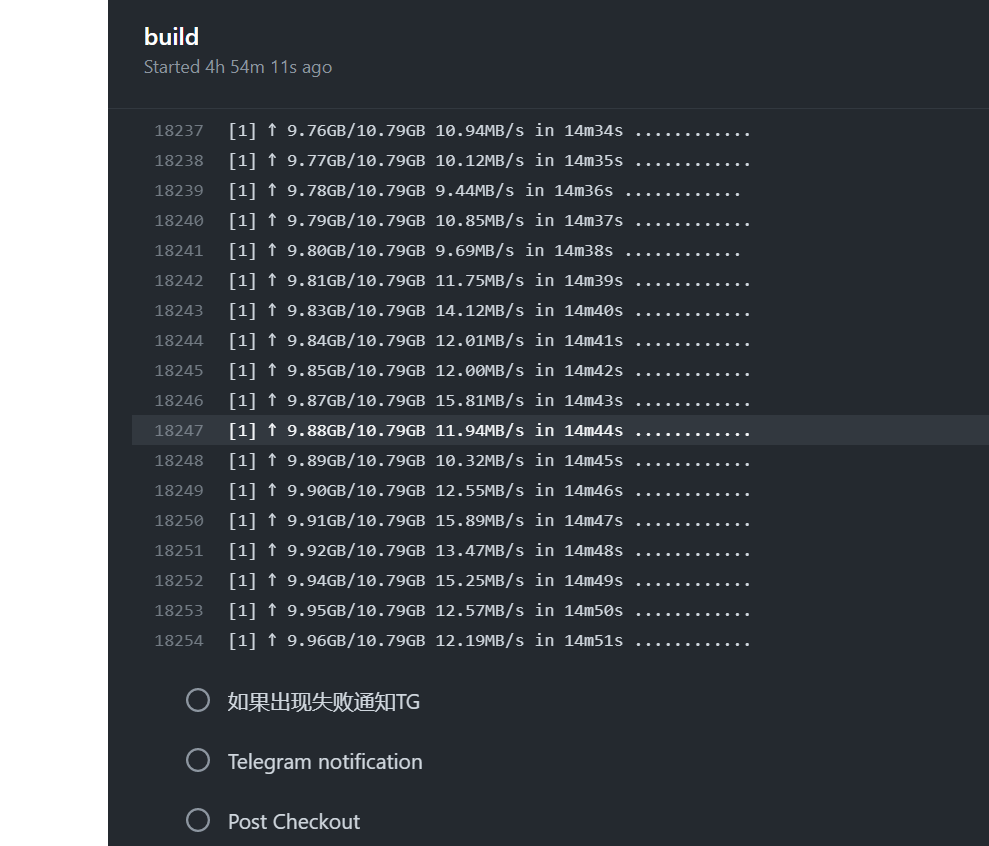 build
Started 4h 54m 11s ago
18237 [1] ↑ 9.76GB/10.79GB 10.94MB/s in 14m34s ............
18238 [1] ↑ 9.77GB/10.79GB 10.12MB/s in 14m35s ............
18239 [1] ↑ 9.78GB/10.79GB 9.44MB/s in 14m36s ............
18240 [1] ↑ 9.79GB/10.79GB 10.85MB/s in 14m37s ............
18241 [1] ↑ 9.80GB/10.79GB 9.69MB/s in 14m38s ............
18242 [1] ↑ 9.81GB/10.79GB 11.75MB/s in 14m39s ............
18243 [1] ↑ 9.83GB/10.79GB 14.12MB/s in 14m40s ............
18244 [1] ↑ 9.84GB/10.79GB 12.01MB/s in 14m41s ............
18245 [1] ↑ 9.85GB/10.79GB 12.00MB/s in 14m42s ............
18246 [1] ↑ 9.87GB/10.79GB 15.81MB/s in 14m43s ............
18247 [1] ↑ 9.88GB/10.79GB 11.94MB/s in 14m44s ............
18248 [1] ↑ 9.89GB/10.79GB 10.32MB/s in 14m45s ............
18249 [1] ↑ 9.90GB/10.79GB 12.55MB/s in 14m46s ............
18250 [1] ↑ 9.91GB/10.79GB 15.89MB/s in 14m47s ............
18251 [1] ↑ 9.92GB/10.79GB 13.47MB/s in 14m48s ............
18252 [1] ↑ 9.94GB/10.79GB 15.25MB/s in 14m49s ............
18253 [1] ↑ 9.95GB/10.79GB 12.57MB/s in 14m50s ............
18254 [1] ↑ 9.96GB/10.79GB 12.19MB/s in 14m51s ............
如果出现失败通知TG
Telegram notification
Post Checkout